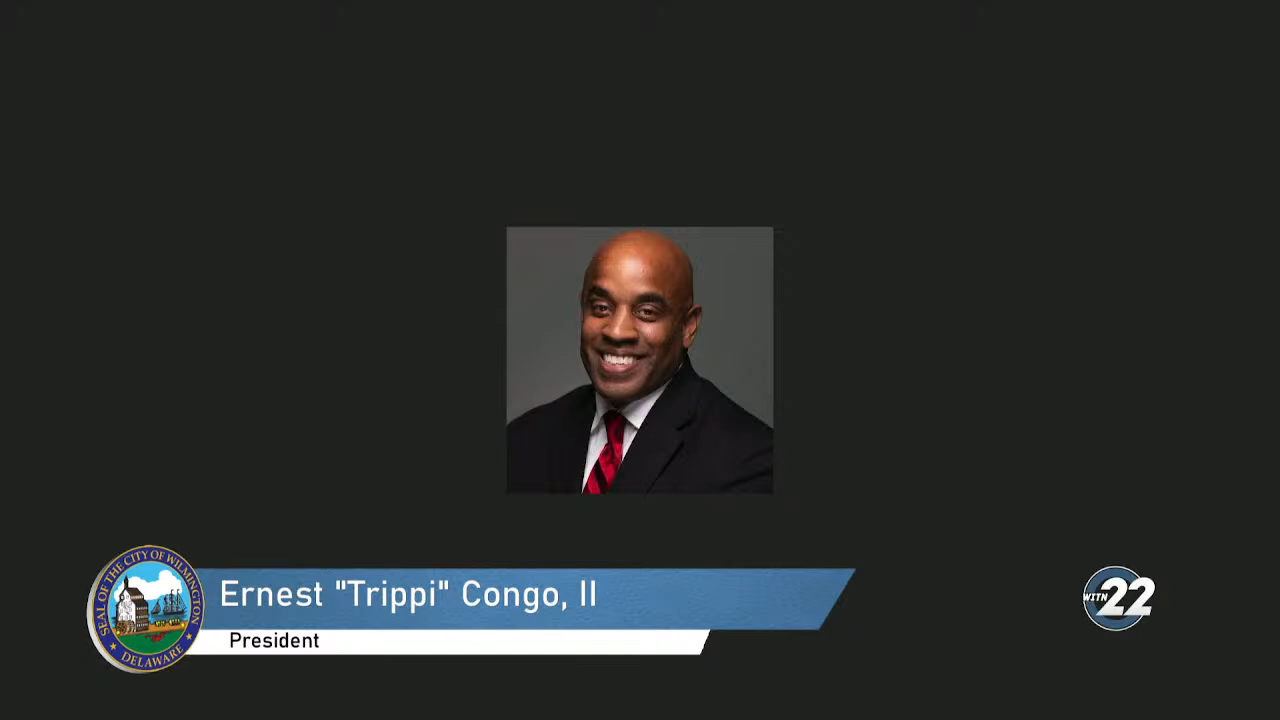 Ernest "Trippi" Congo, II
President
SEAL OF THE CITY OF WILMINGTON
DELAWARE
WITN
22